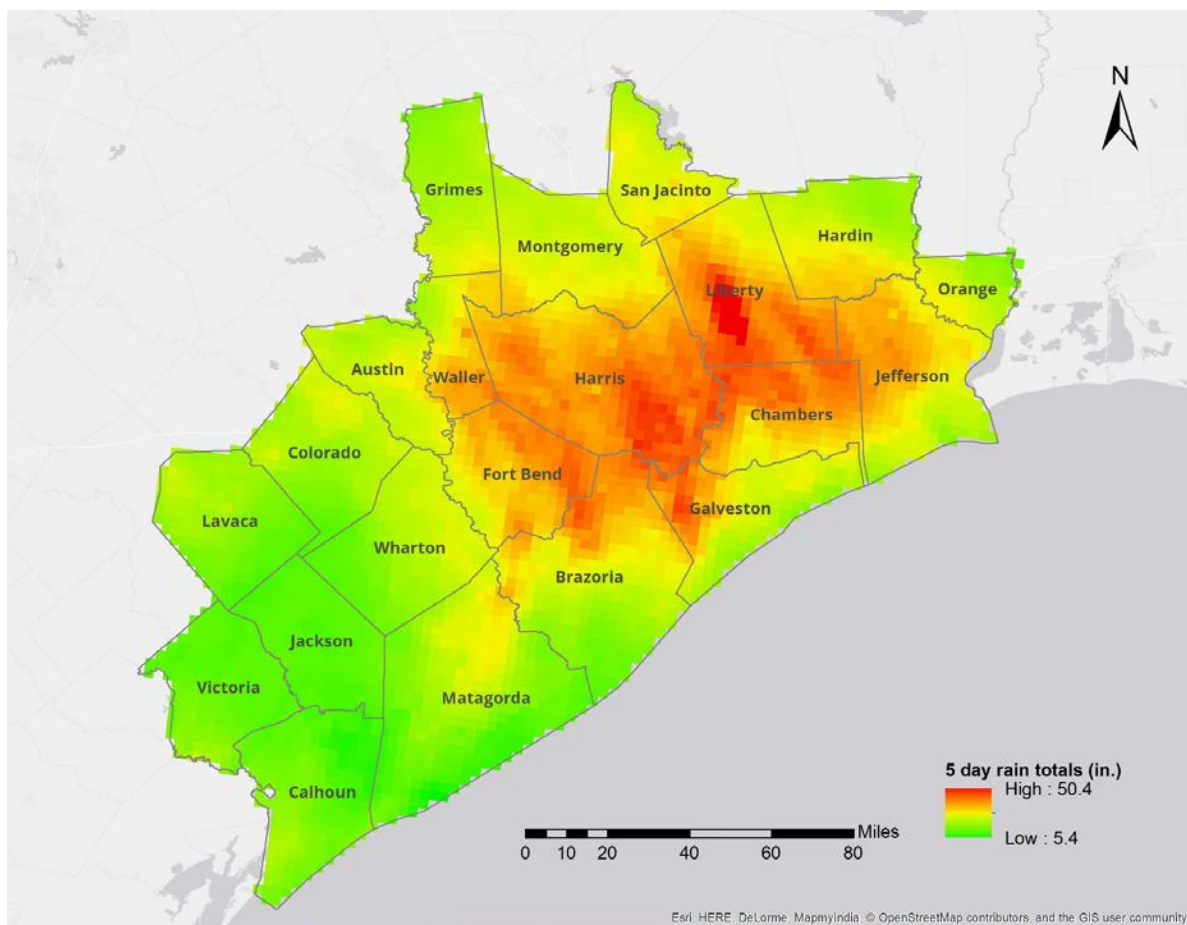 N
Grimes
San Jacinto
Montgomery
Hardin
Liberty
Orange
Austin
Waller
Harris
Jefferson
Chambers
Colorado
Fort Bend
Galveston
Lavaca
Wharton
Brazoria
Jackson
Victoria
Matagorda
Calhoun
5 day rain totals (in.)
High : 50.4
Low : 5.4
Miles
0 5 10 20 40 60 80
Esri, HERE, DeLorme, MapmyIndia, © OpenStreetMap contributors, and the GIS user community